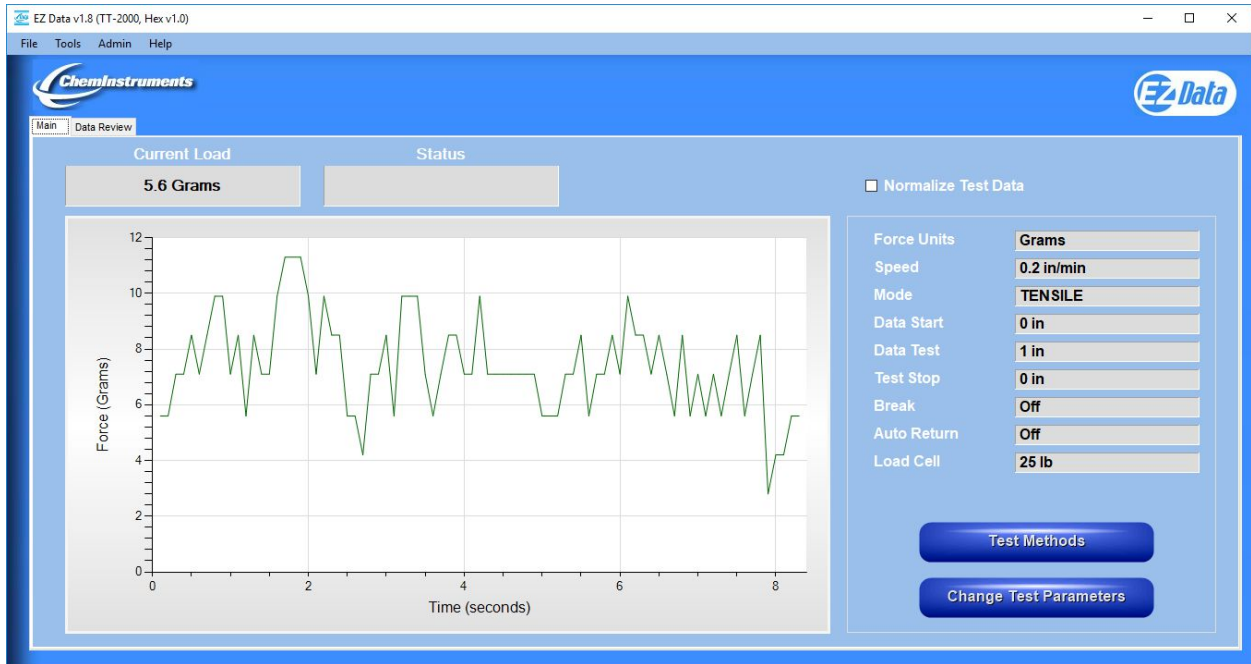 EZ Data v1.8 (TT-2000, Hex v1.0)
File Tools Admin Help
ChemInstruments
EZ Data
Main Data Review
Current Load Status
5.6 Grams
Normalize Test Data
Force Units Grams
Speed 0.2 in/min
Mode TENSILE
Data Start 0 in
Data Test 1 in
Test Stop 0 in
Break Off
Auto Return Off
Load Cell 25 lb
Test Methods
Change Test Parameters
Force (Grams)
12
10
8
6
4
2
0
0 2 4 6 8
Time (seconds)